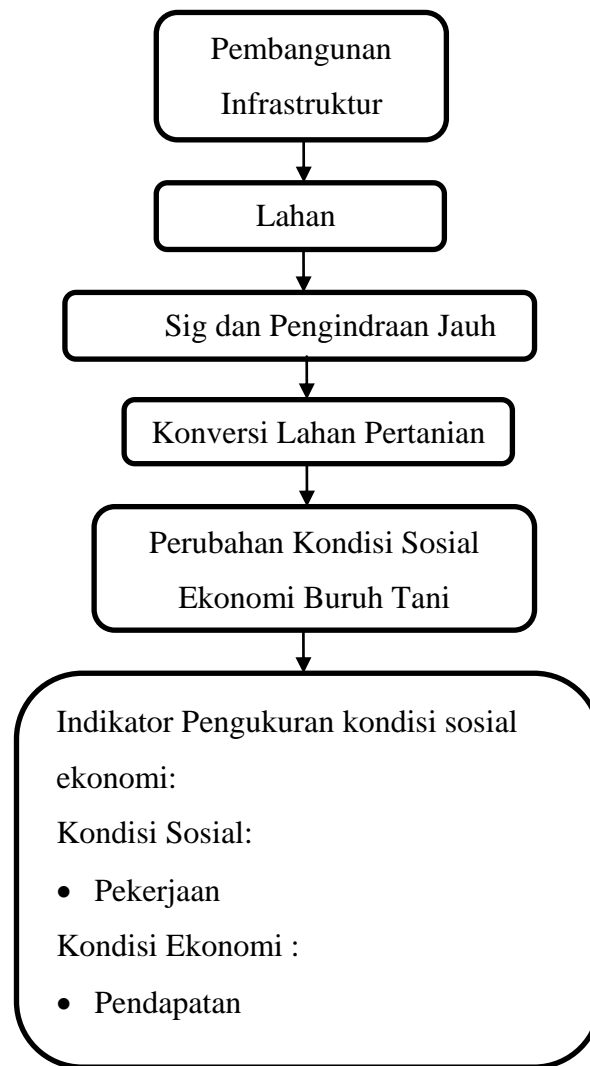 Pembangunan
Infrastruktur
Lahan
Sig dan Pengindraan Jauh
Konversi Lahan Pertanian
Perubahan Kondisi Sosial
Ekonomi Buruh Tani
Indikator Pengukuran kondisi sosial
ekonomi:
Kondisi Sosial:
• Pekerjaan
Kondisi Ekonomi :
• Pendapatan